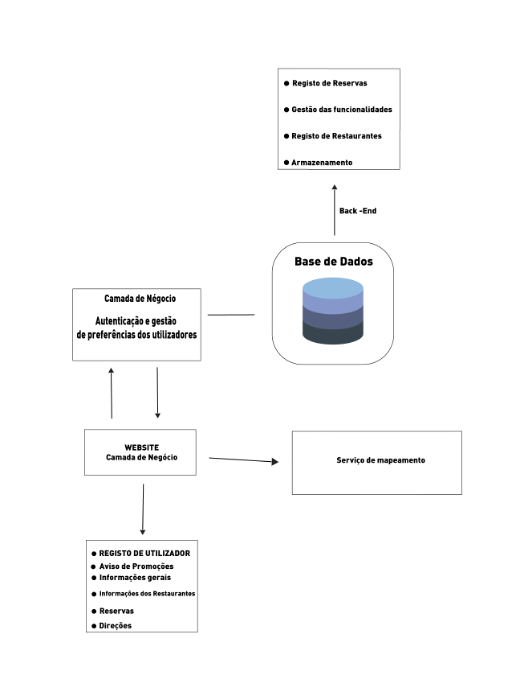 ● Registo de Reservas
● Gestão das funcionalidades
● Registo de Restaurantes
● Armazenamento
Back -End
Base de Dados
Camada de Négocio
Autenticação e gestão
de preferências dos utilizadores
WEBSITE
Camada de Negócio
Serviço de mapeamento
● REGISTO DE UTILIZADOR
● Aviso de Promoções
● Informações gerais
● Informações dos Restaurantes
● Reservas
● Direções